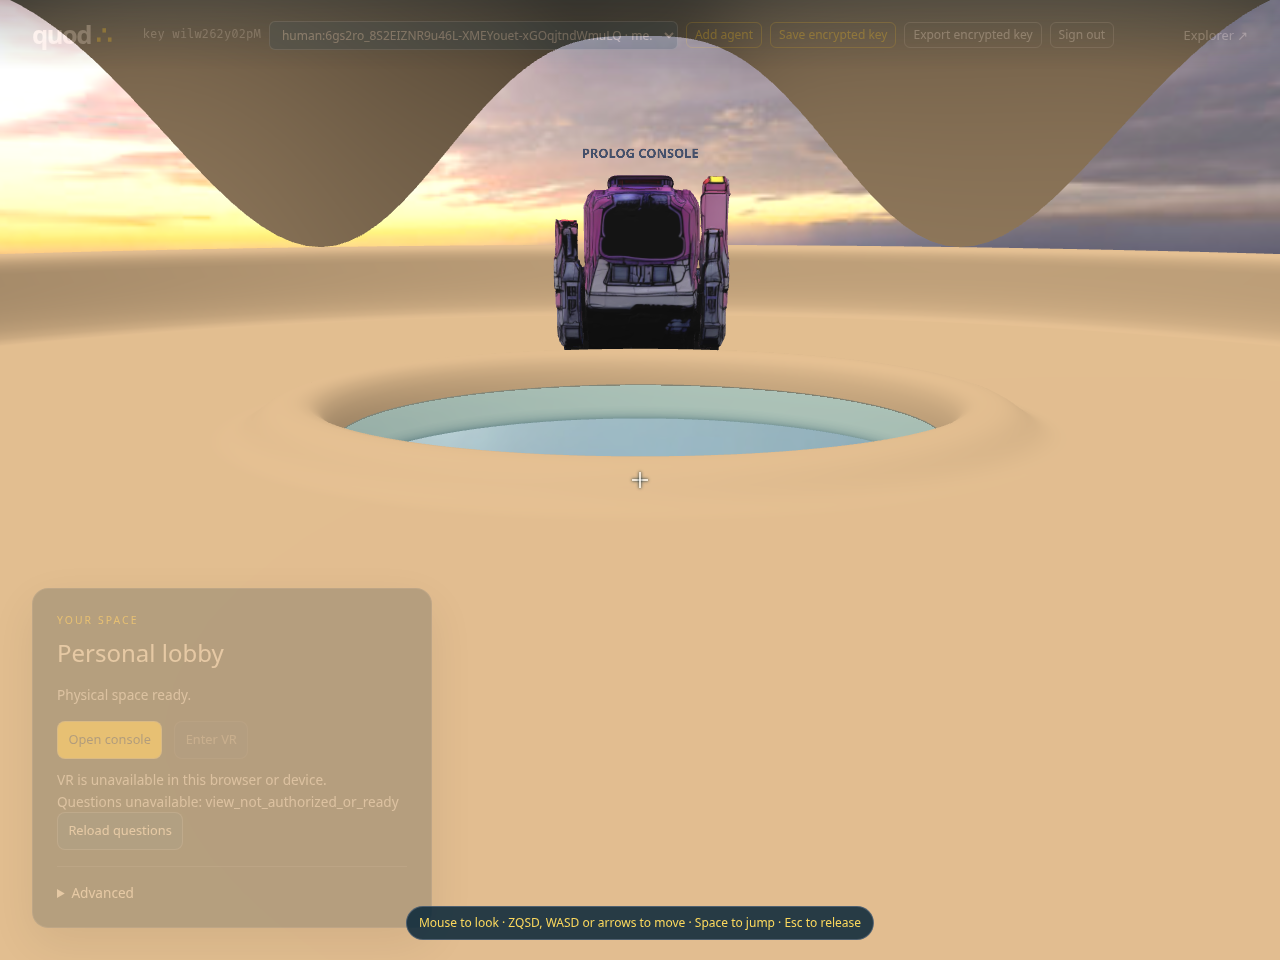 quod
key wilw262y02pM
human:6gs2ro_8S2EIZNR9u46L-XMEYouet-xGOqjtndWmuLQ · me.
Add agent
Save encrypted key
Export encrypted key
Sign out
Explorer ↗
PROLOG CONSOLE
YOUR SPACE
Personal lobby
Physical space ready.
Open console
Enter VR
VR is unavailable in this browser or device.
Questions unavailable: view_not_authorized_or_ready
Reload questions
Advanced
Mouse to look · ZQSD, WASD or arrows to move · Space to jump · Esc to release